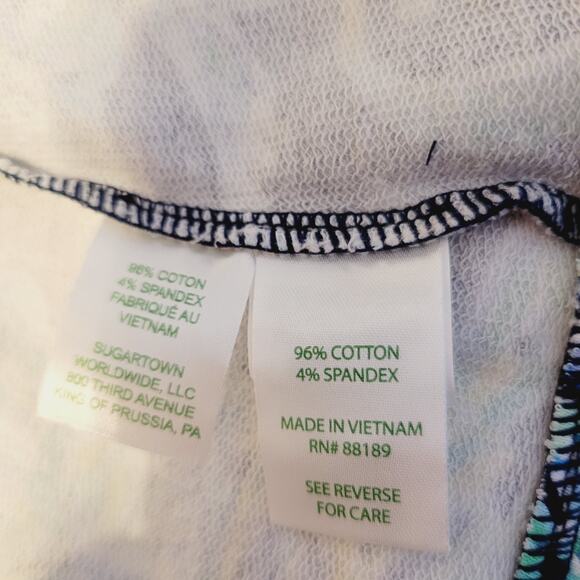 96% COTON
4% SPANDEX
FABRIQUÉ AU
VIETNAM
SUGARTOWN
WORLDWIDE, LLC
800 THIRD AVENUE
KING OF PRUSSIA, PA
96% COTTON
4% SPANDEX
MADE IN VIETNAM
RN# 88189
SEE REVERSE
FOR CARE